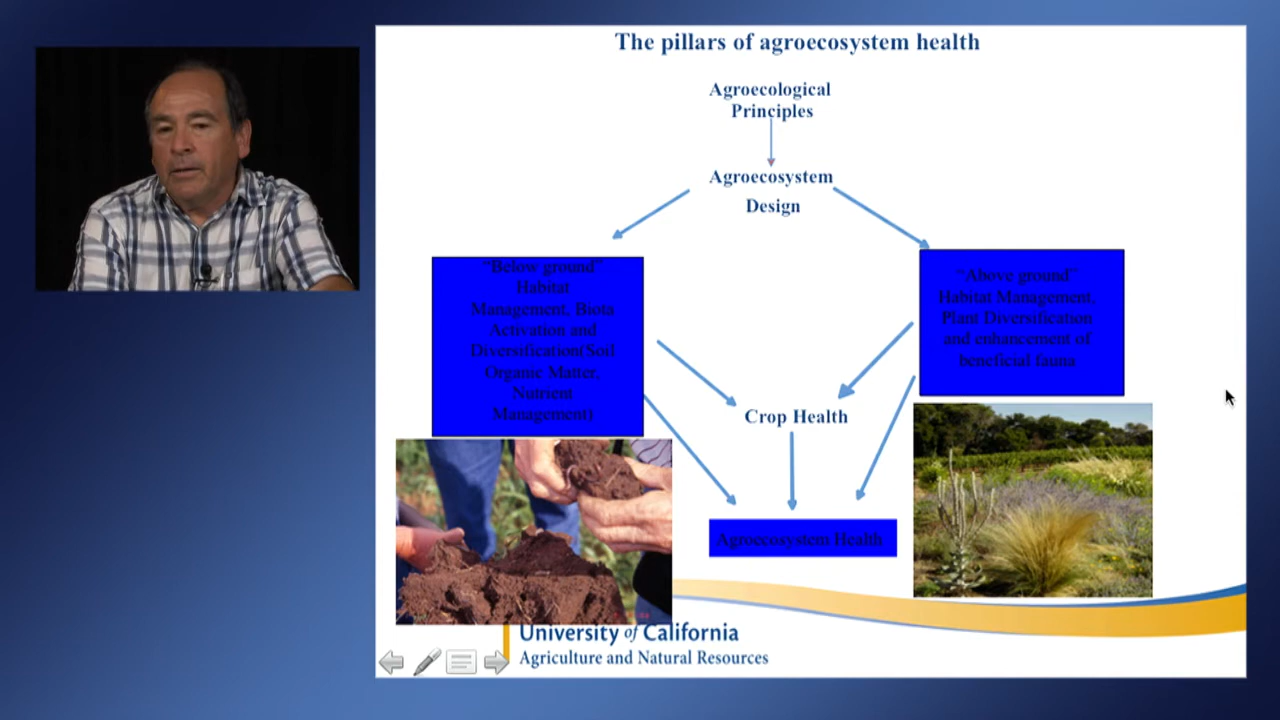 The pillars of agroecosystem health
Agroecological
Principles
Agroecosystem
Design
"Below ground"
Habitat
Management, Biota
Activation and
Diversification(Soil
Organic Matter,
Nutrient
Management)
"Above ground"
Habitat Management,
Plant Diversification
and enhancement of
beneficial fauna
Crop Health
Agroecosystem Health
University of California
Agriculture and Natural Resources